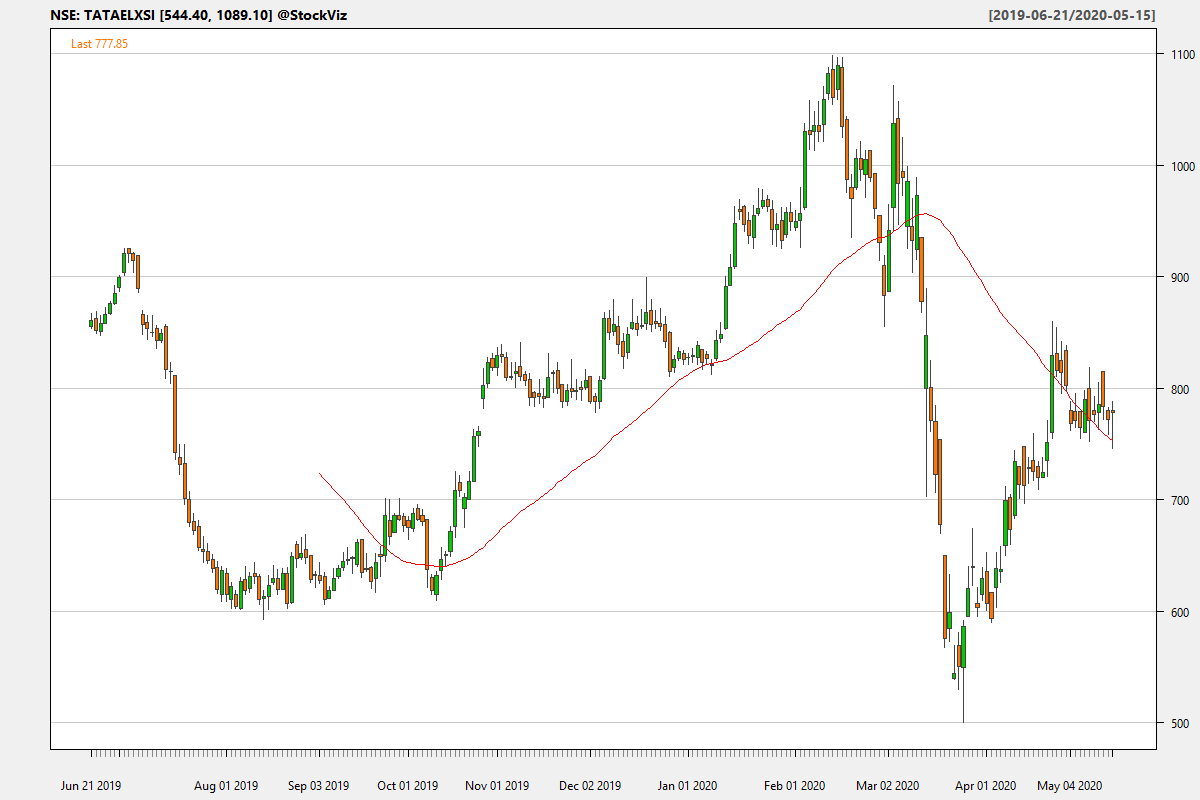 NSE: TATAELXSI [544.40, 1089.10] @StockViz
[2019-06-21/2020-05-15]
Last 777.85
1100
1000
900
800
700
600
500
Jun 21 2019
Aug 01 2019
Sep 03 2019
Oct 01 2019
Nov 01 2019
Dec 02 2019
Jan 01 2020
Feb 01 2020
Mar 02 2020
Apr 01 2020
May 04 2020